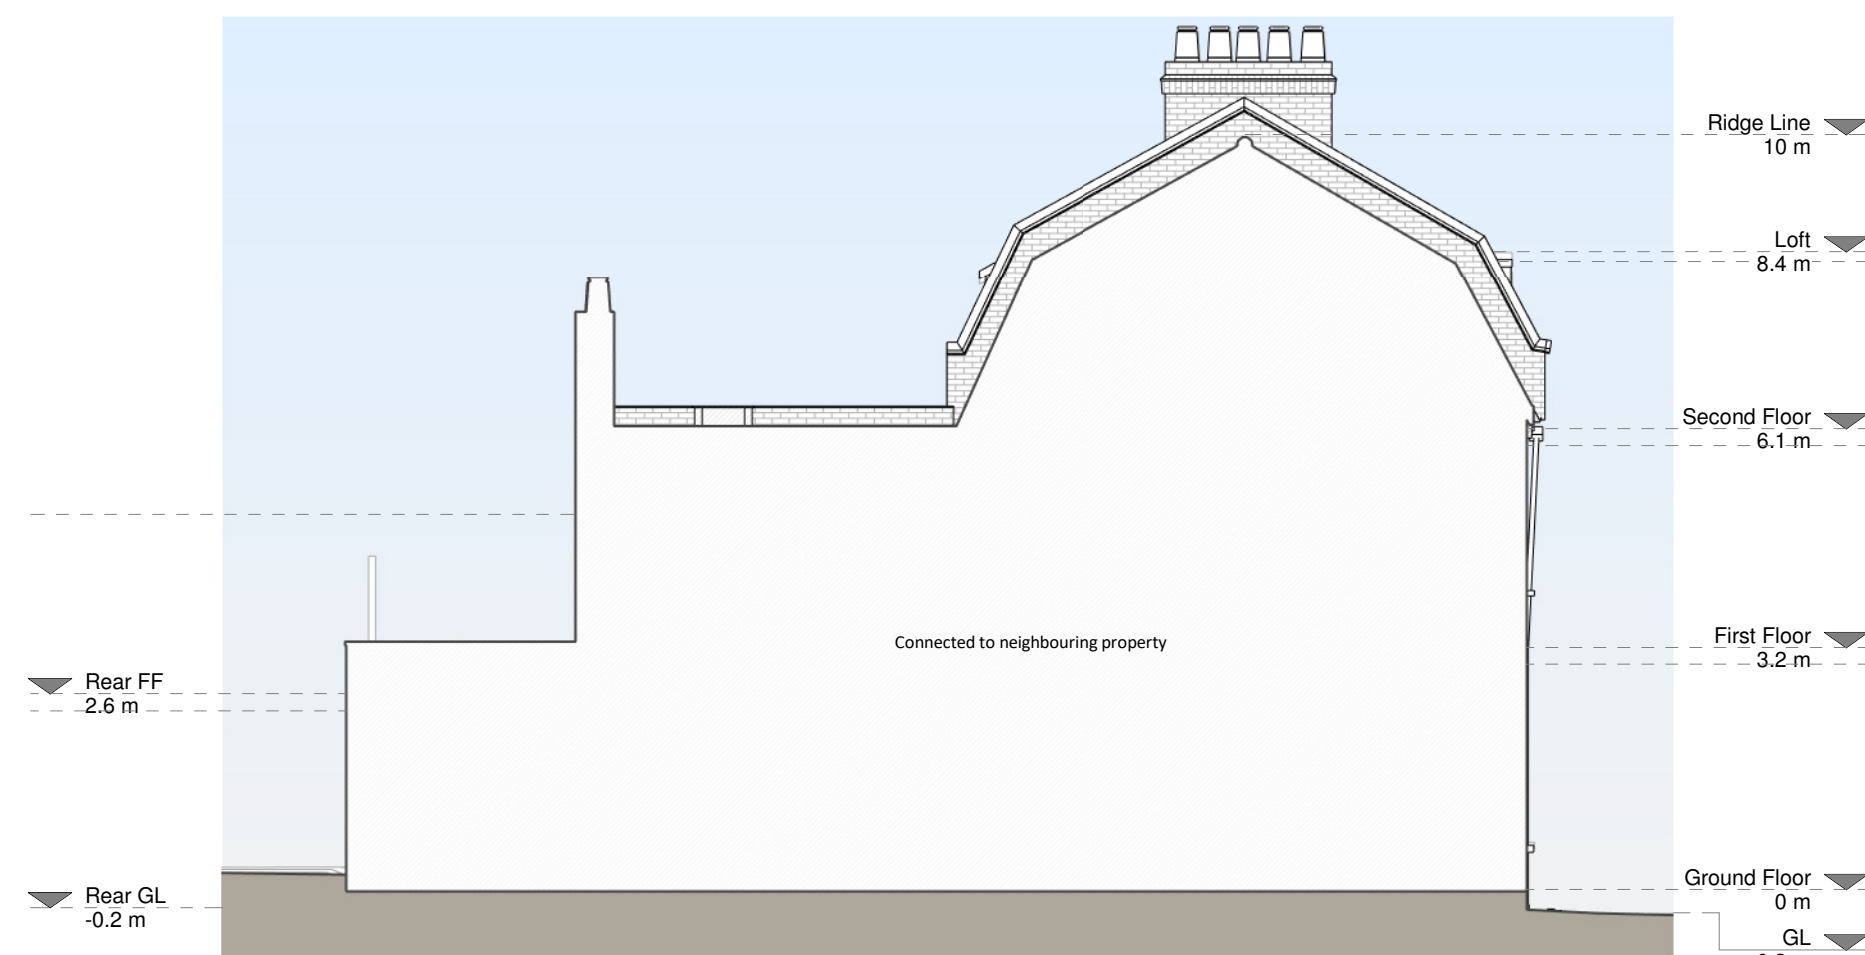 Ridge Line
10 m
Loft
8.4 m
Second Floor
6.1 m
Connected to neighbouring property
First Floor
3.2 m
Rear FF
2.6 m
Ground Floor
0 m
Rear GL
-0.2 m
GL